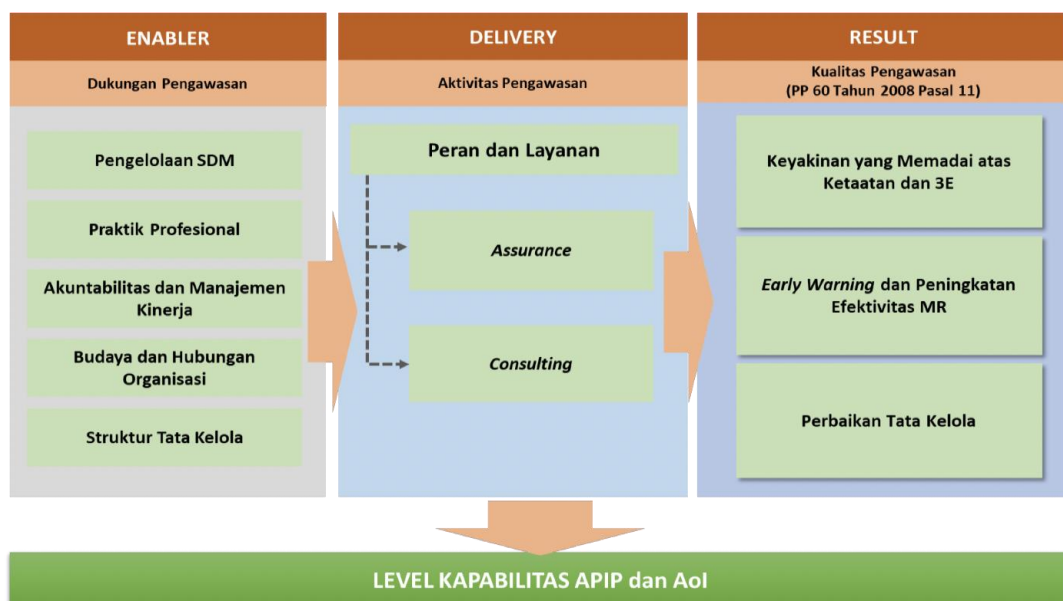 ENABLER
Dukungan Pengawasan
Pengelolaan SDM
Praktik Profesional
Akuntabilitas dan Manajemen
Kinerja
Budaya dan Hubungan
Organisasi
Struktur Tata Kelola
DELIVERY
Aktivitas Pengawasan
Peran dan Layanan
Assurance
Consulting
RESULT
Kualitas Pengawasan
(PP 60 Tahun 2008 Pasal 11)
Keyakinan yang Memadai atas
Ketaatan dan 3E
Early Warning dan Peningkatan
Efektivitas MR
Perbaikan Tata Kelola
LEVEL KAPABILITAS APIP dan AoI